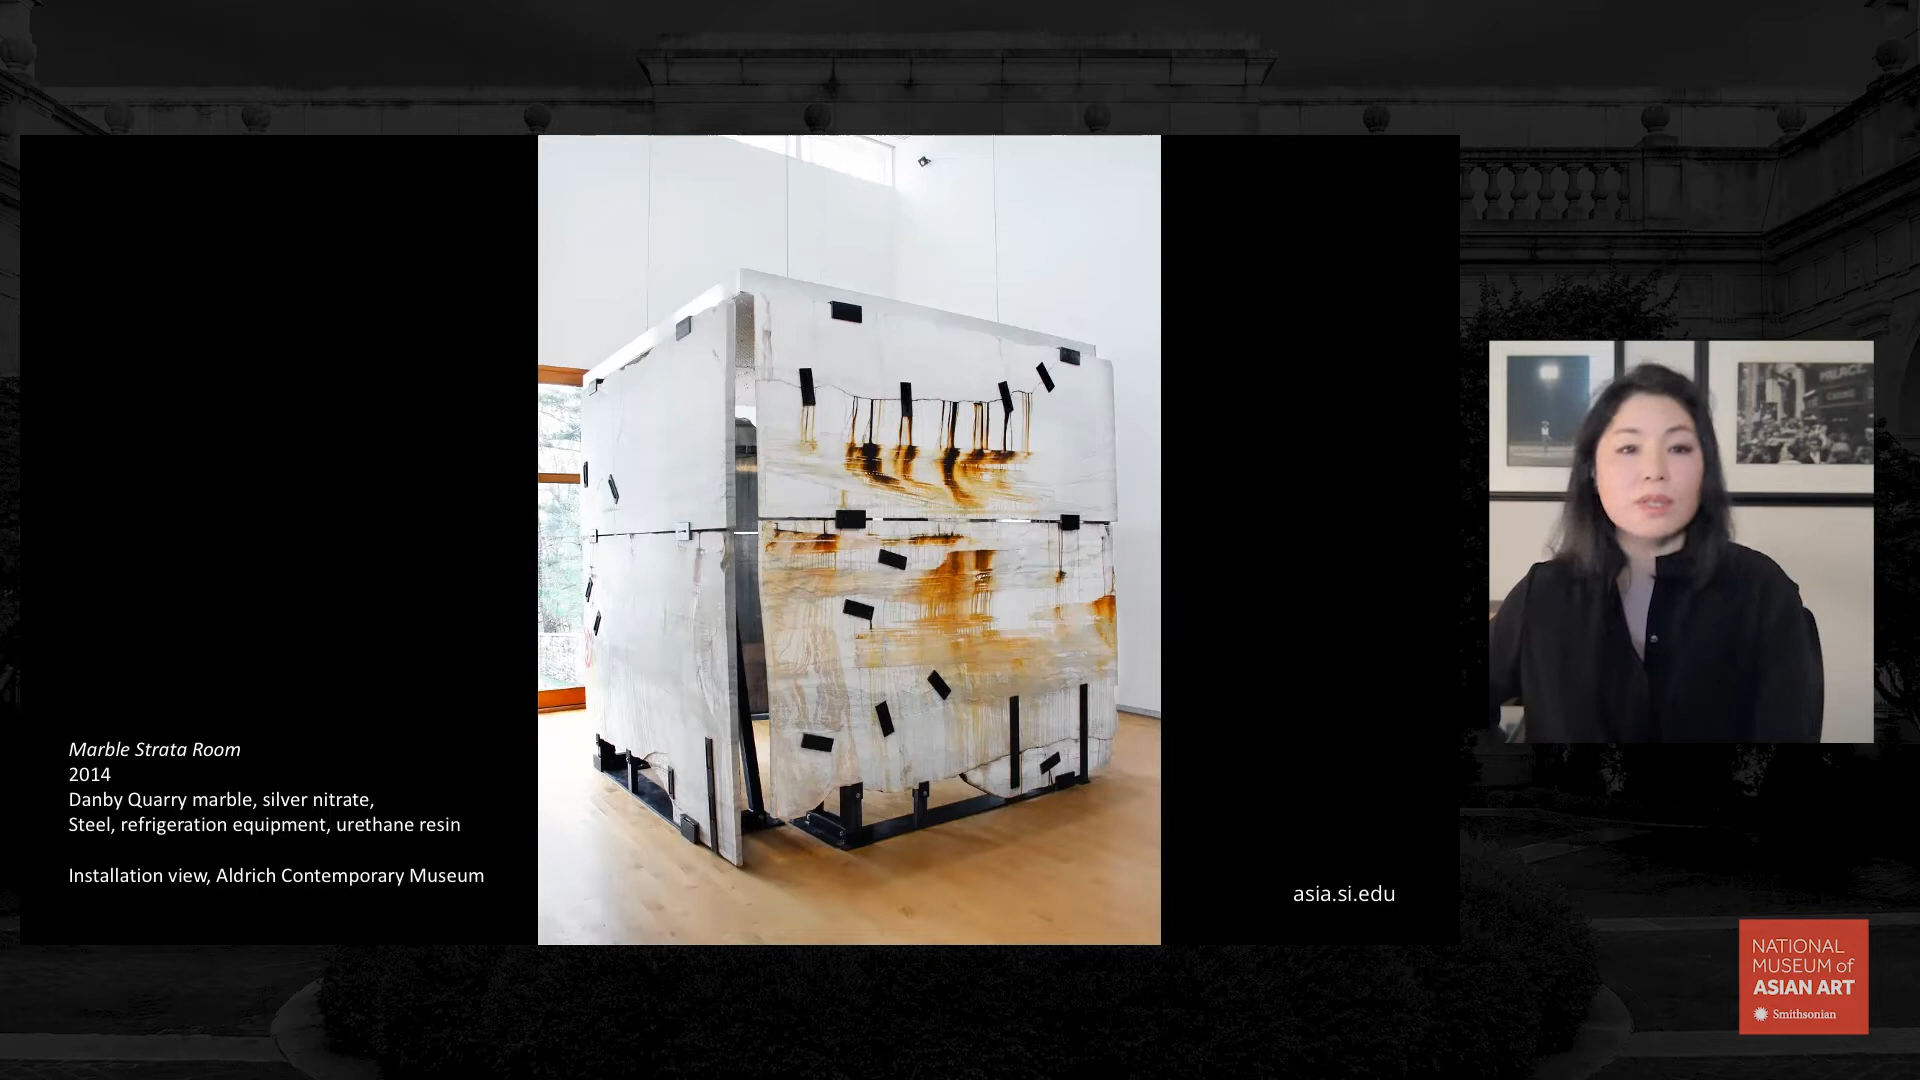 PALACE
Marble Strata Room
2014
Danby Quarry marble, silver nitrate,
Steel, refrigeration equipment, urethane resin
Installation view, Aldrich Contemporary Museum
asia.si.edu
NATIONAL
MUSEUM of
ASIAN ART
Smithsonian